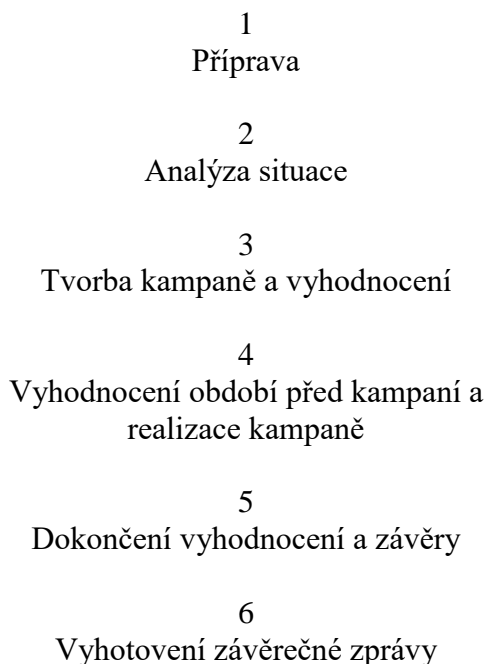 1
Příprava
2
Analýza situace
3
Tvorba kampaně a vyhodnocení
4
Vyhodnocení období před kampaní a
realizace kampaně
5
Dokončení vyhodnocení a závěry
6
Vyhotovení závěrečné zprávy